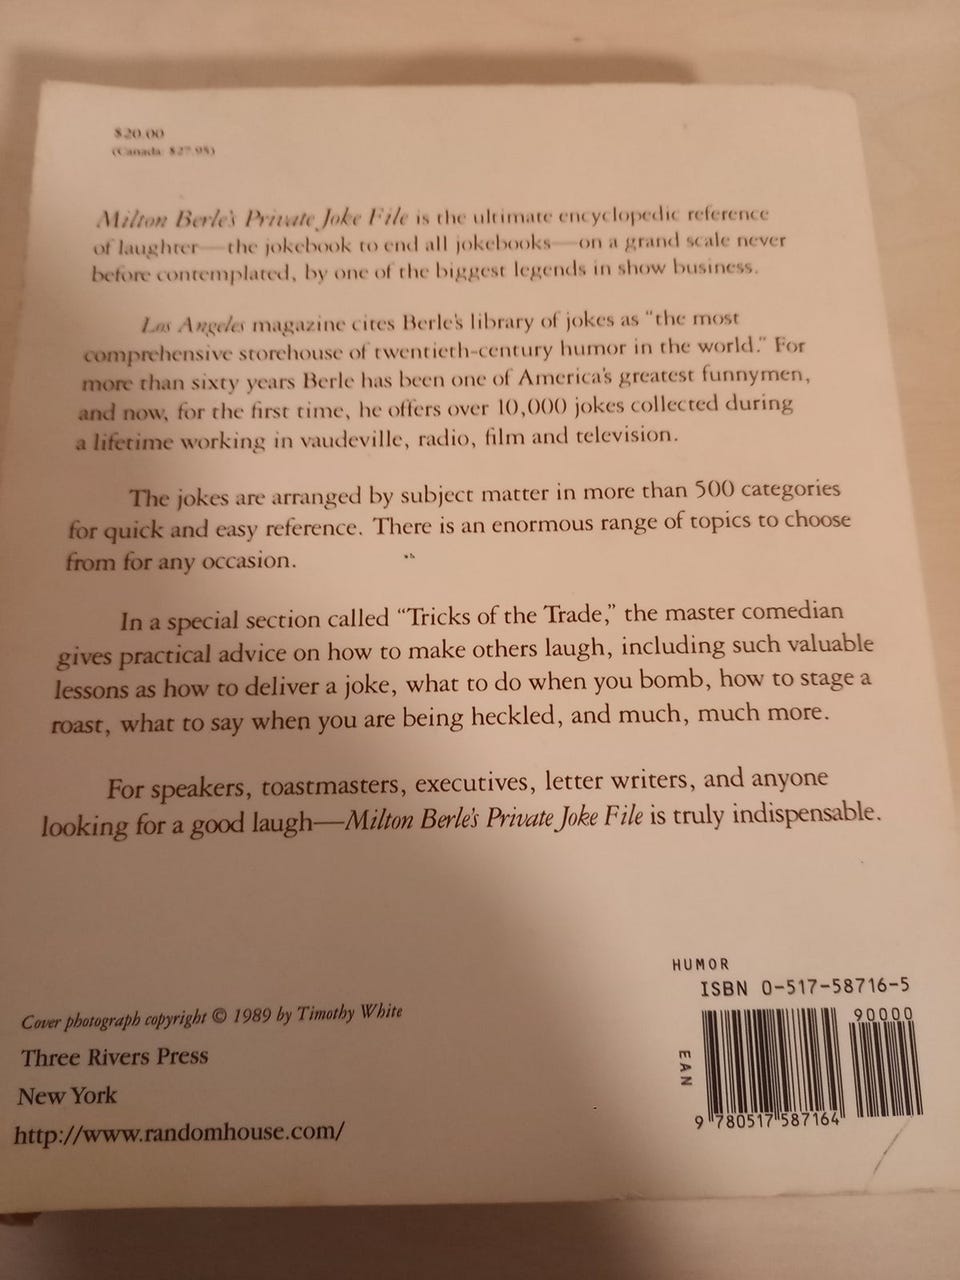 $20.00
(Canada: $27.95)
Milton Berle's Private Joke File is the ultimate encyclopedic reference
of laughter—the jokebook to end all jokebooks—on a grand scale never
before contemplated, by one of the biggest legends in show business.
Los Angeles magazine cites Berle's library of jokes as "the most
comprehensive storehouse of twentieth-century humor in the world." For
more than sixty years Berle has been one of America's greatest funnymen,
and now, for the first time, he offers over 10,000 jokes collected during
a lifetime working in vaudeville, radio, film and television.
The jokes are arranged by subject matter in more than 500 categories
for quick and easy reference. There is an enormous range of topics to choose
from for any occasion.
In a special section called "Tricks of the Trade," the master comedian
gives practical advice on how to make others laugh, including such valuable
lessons as how to deliver a joke, what to do when you bomb, how to stage a
roast, what to say when you are being heckled, and much, much more.
For speakers, toastmasters, executives, letter writers, and anyone
looking for a good laugh—Milton Berle's Private Joke File is truly indispensable.
HUMOR
ISBN 0-517-58716-5
90000
EAN
9 780517 587164
Cover photograph copyright © 1989 by Timothy White
Three Rivers Press
New York
http://www.randomhouse.com/